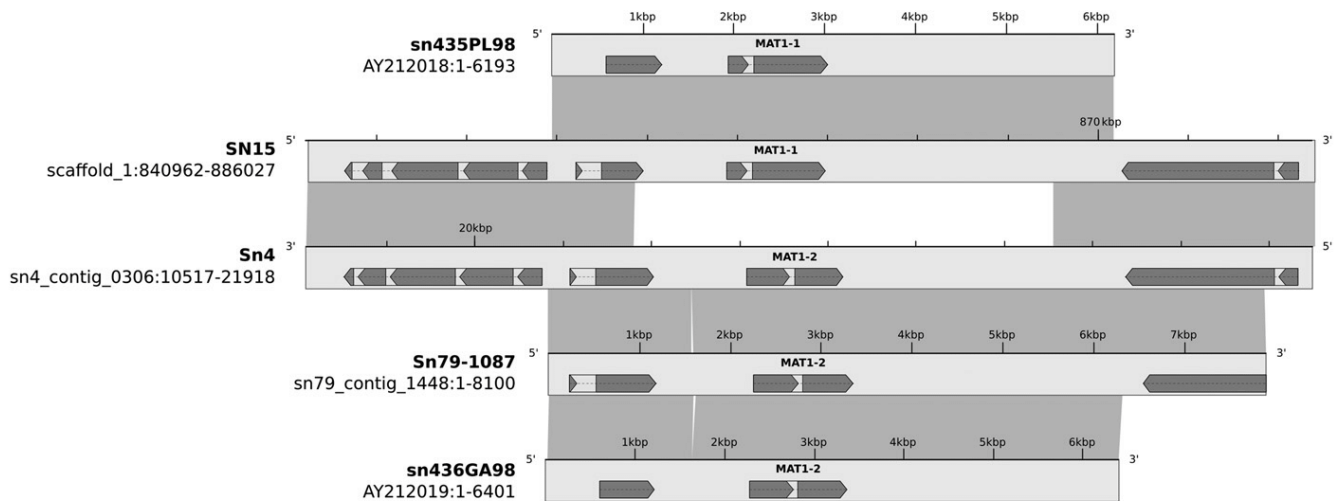 1kbp 2kbp 3kbp 4kbp 5kbp 6kbp
5' 3'
sn435PL98 MAT1-1
AY212018:1-6193
870kbp
5' 3'
SN15 MAT1-1
scaffold_1:840962-886027
20kbp
3' 5'
Sn4 MAT1-2
sn4_contig_0306:10517-21918
1kbp 2kbp 3kbp 4kbp 5kbp 6kbp 7kbp
5' 3'
Sn79-1087 MAT1-2
sn79_contig_1448:1-8100
1kbp 2kbp 3kbp 4kbp 5kbp 6kbp
5' 3'
sn436GA98 MAT1-2
AY212019:1-6401